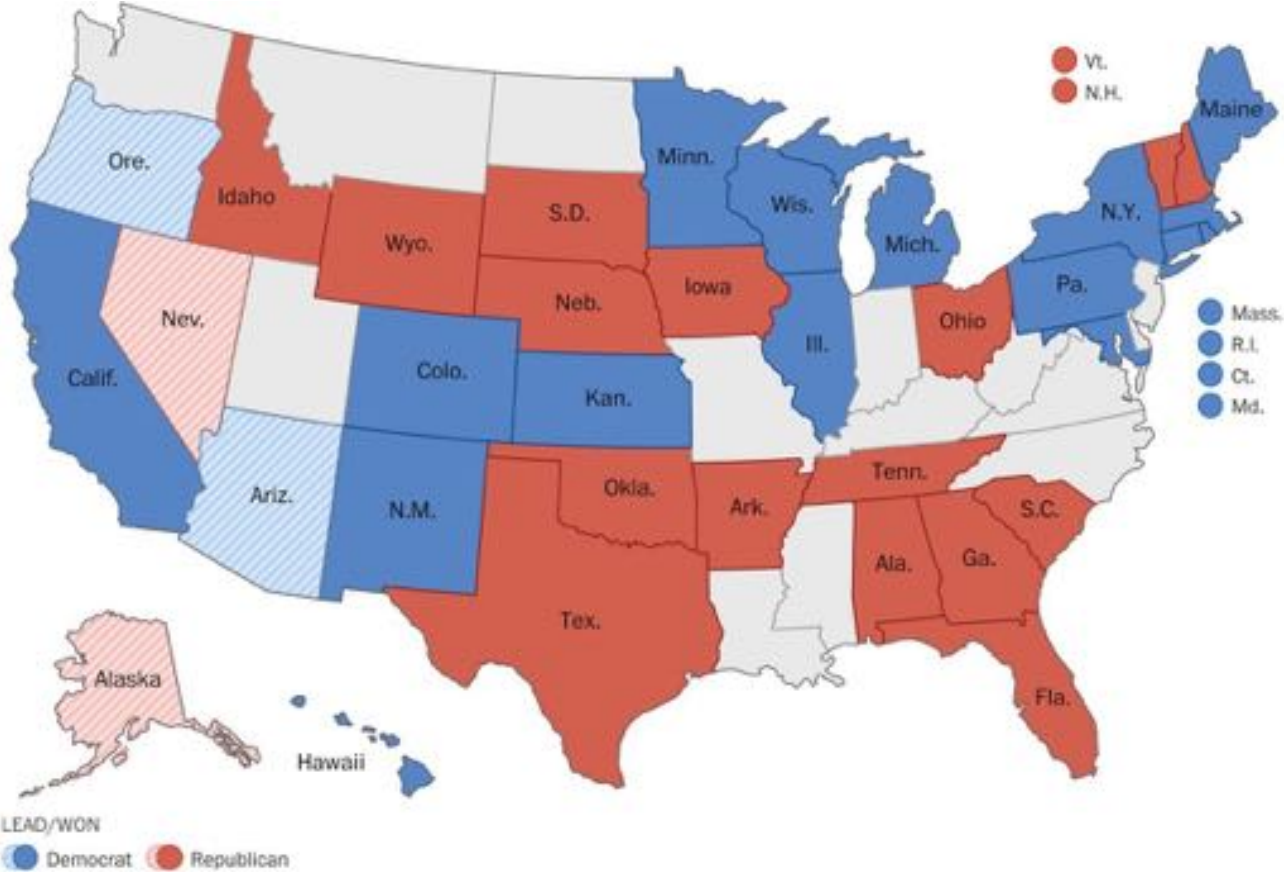 Vt.
N.H.
Maine
Ore.
Idaho
Minn.
Wis.
Mich.
N.Y.
S.D.
Wyo.
Nev.
Neb.
Iowa
Ohio
Pa.
Ill.
Mass.
R.I.
Ct.
Md.
Calif.
Colo.
Kan.
Ariz.
N.M.
Okla.
Ark.
Tenn.
S.C.
Ala.
Ga.
Tex.
Fla.
Alaska
Hawaii
LEAD/WON
Democrat Republican